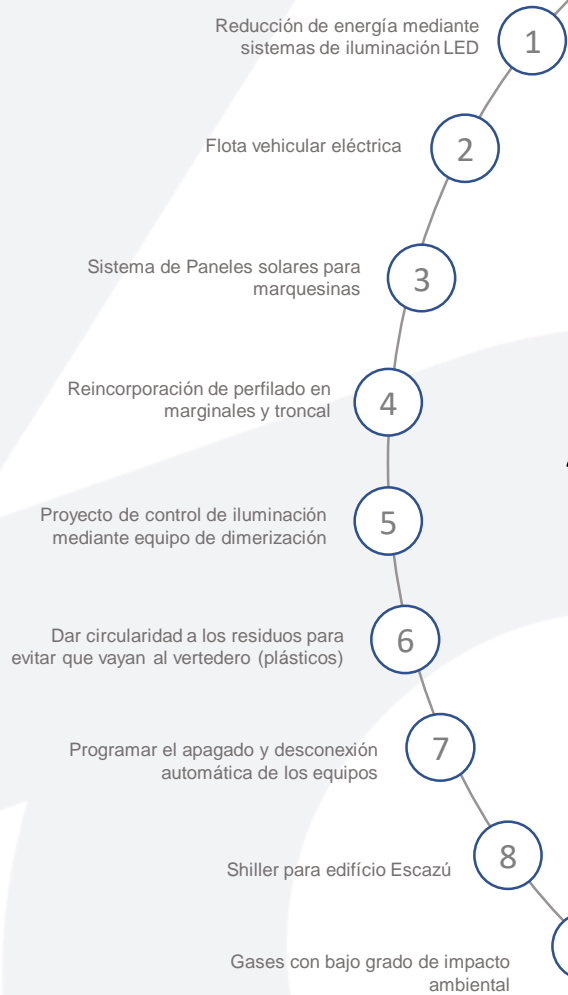 Reducción de energía mediante
sistemas de iluminación LED
1
Flota vehicular eléctrica
2
Sistema de Paneles solares para
marquesinas
3
Reincorporación de perfilado en
marginales y troncal
4
Proyecto de control de iluminación
mediante equipo de dimerización
5
Dar circularidad a los residuos para
evitar que vayan al vertedero (plásticos)
6
Programar el apagado y desconexión
automática de los equipos
7
Shiller para edifício Escazú
8
Gases con bajo grado de impacto
ambiental